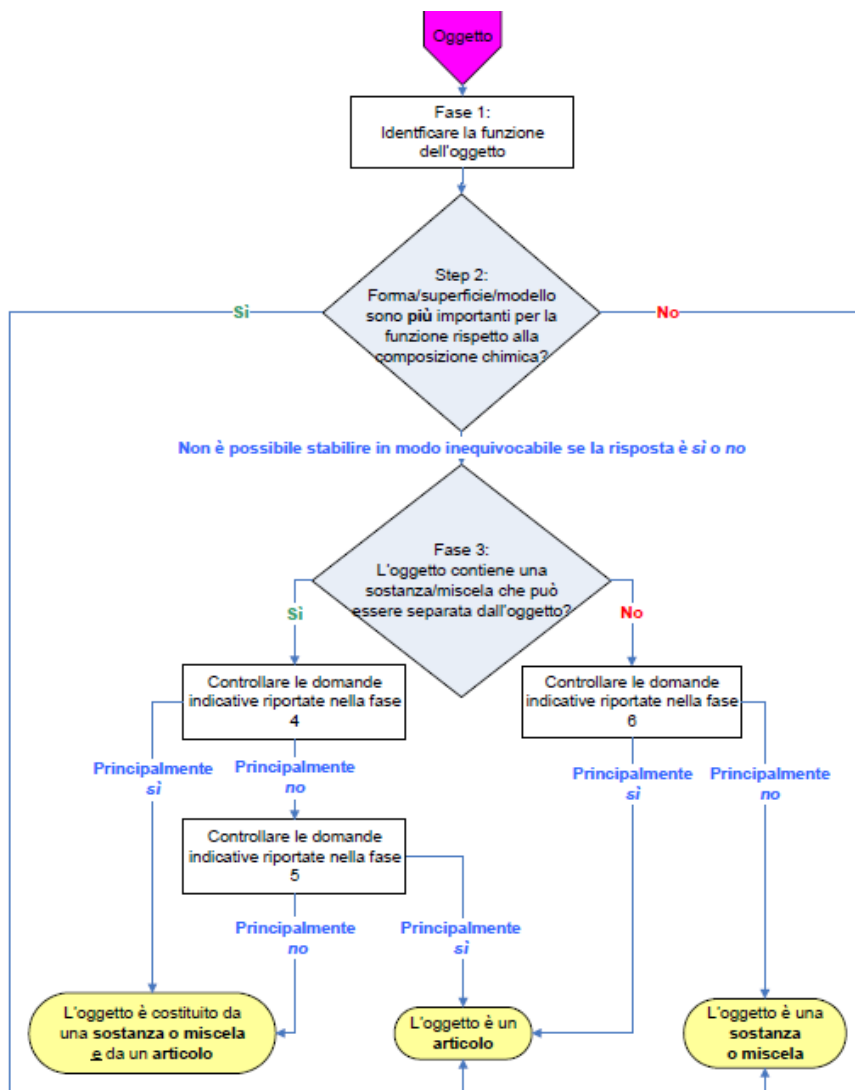 Oggetto
Fase 1:
Identficare la funzione
dell'oggetto
Step 2:
Forma/superficie/modello
sono più importanti per la
funzione rispetto alla
composizione chimica?
Sì
No
Non è possibile stabilire in modo inequivocabile se la risposta è sì o no
Fase 3:
L'oggetto contiene una
sostanza/miscela che può
essere separata dall'oggetto?
Sì
No
Controllare le domande
indicative riportate nella fase
4
Controllare le domande
indicative riportate nella fase
6
Principalmente
sì
Principalmente
no
Principalmente
sì
Principalmente
no
Controllare le domande
indicative riportate nella fase
5
Principalmente
no
Principalmente
sì
L'oggetto è costituito da
una sostanza o miscela
e da un articolo
L'oggetto è un
articolo
L'oggetto è una
sostanza
o miscela